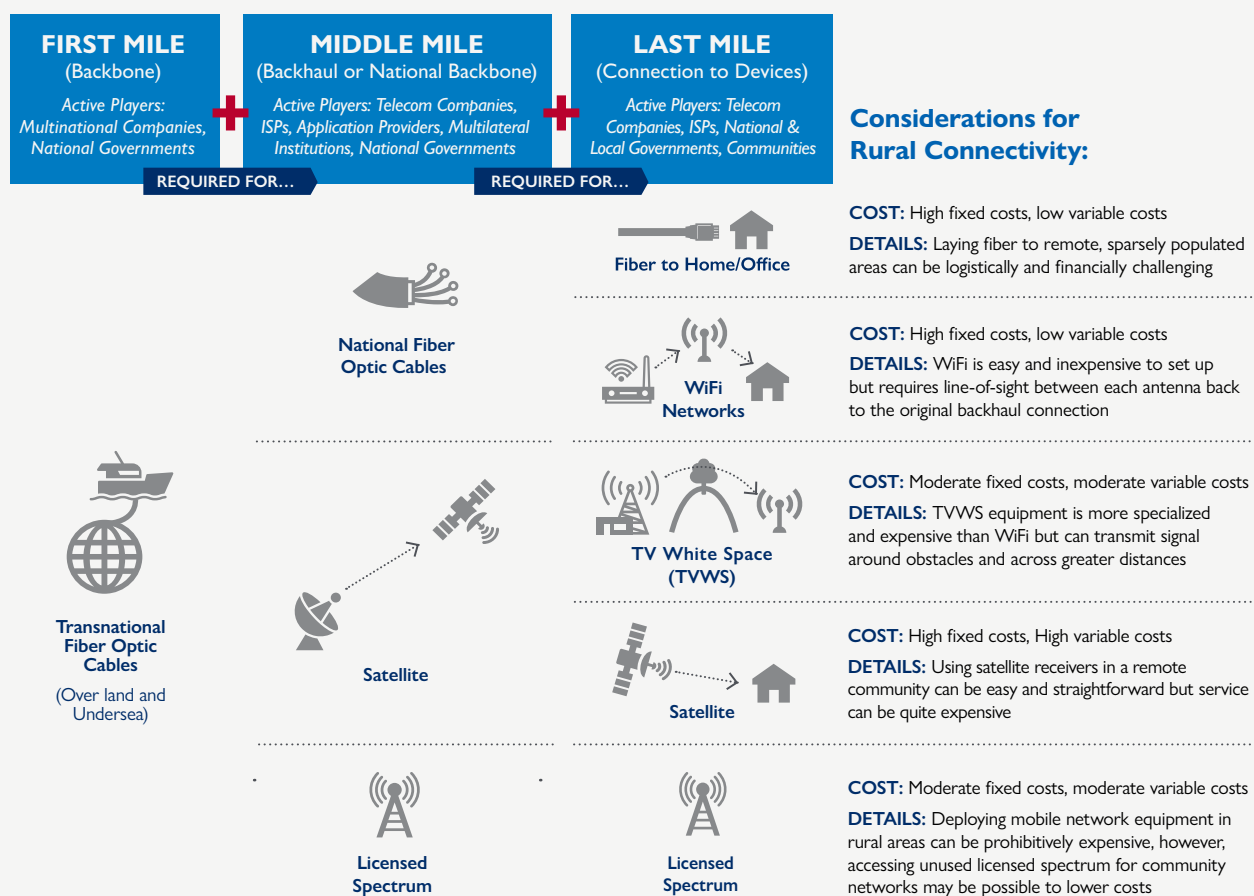 FIRST MILE
(Backbone)
Active Players:
Multinational Companies,
National Governments
MIDDLE MILE
(Backhaul or National Backbone)
Active Players: Telecom Companies,
ISPs, Application Providers, Multilateral
Institutions, National Governments
LAST MILE
(Connection to Devices)
Active Players: Telecom
Companies, ISPs, National &
Local Governments, Communities
REQUIRED FOR...
REQUIRED FOR...
Considerations for
Rural Connectivity:
Transnational
Fiber Optic
Cables
(Over land and
Undersea)
National Fiber
Optic Cables
Satellite
Licensed
Spectrum
Fiber to Home/Office
COST: High fixed costs, low variable costs
DETAILS: Laying fiber to remote, sparsely populated
areas can be logistically and financially challenging
WiFi
Networks
COST: High fixed costs, low variable costs
DETAILS: WiFi is easy and inexpensive to set up
but requires line-of-sight between each antenna back
to the original backhaul connection
TV White Space
(TVWS)
COST: Moderate fixed costs, moderate variable costs
DETAILS: TVWS equipment is more specialized
and expensive than WiFi but can transmit signal
around obstacles and across greater distances
Satellite
COST: High fixed costs, High variable costs
DETAILS: Using satellite receivers in a remote
community can be easy and straightforward but service
can be quite expensive
Licensed
Spectrum
COST: Moderate fixed costs, moderate variable costs
DETAILS: Deploying mobile network equipment in
rural areas can be prohibitively expensive, however,
accessing unused licensed spectrum for community
networks may be possible to lower costs